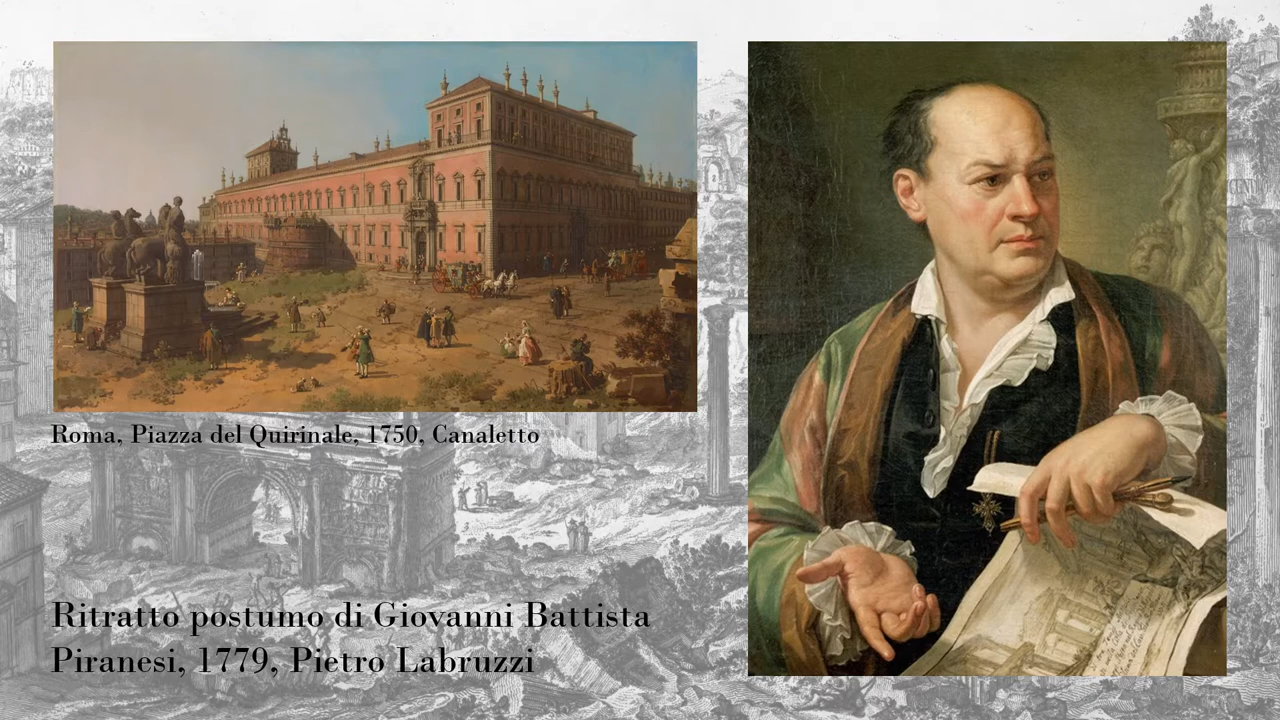 Roma, Piazza del Quirinale, 1750, Canaletto
Ritratto postumo di Giovanni Battista
Piranesi, 1779, Pietro Labruzzi